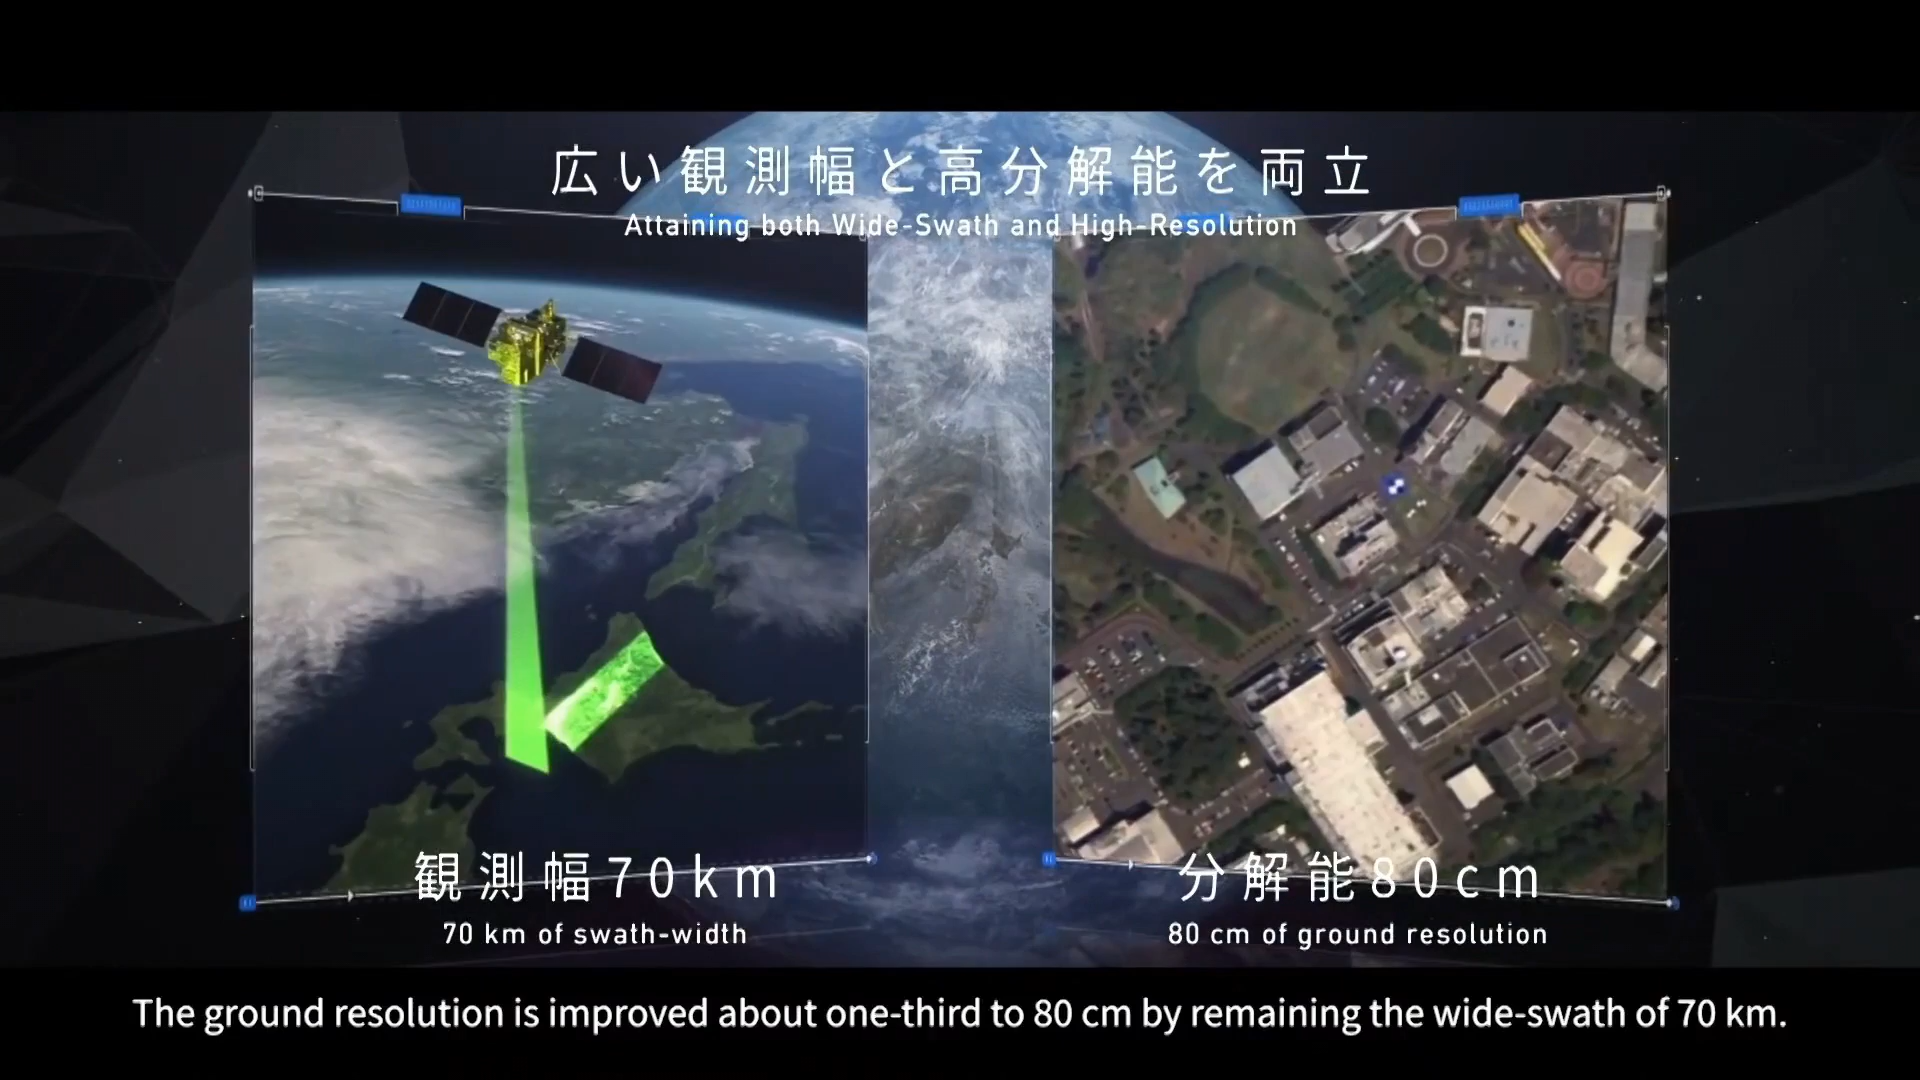 広い観測幅と高分解能を両立
Attaining both Wide-Swath and High-Resolution
観測幅70km
70 km of swath-width
分解能80cm
80 cm of ground resolution
The ground resolution is improved about one-third to 80 cm by remaining the wide-swath of 70 km.